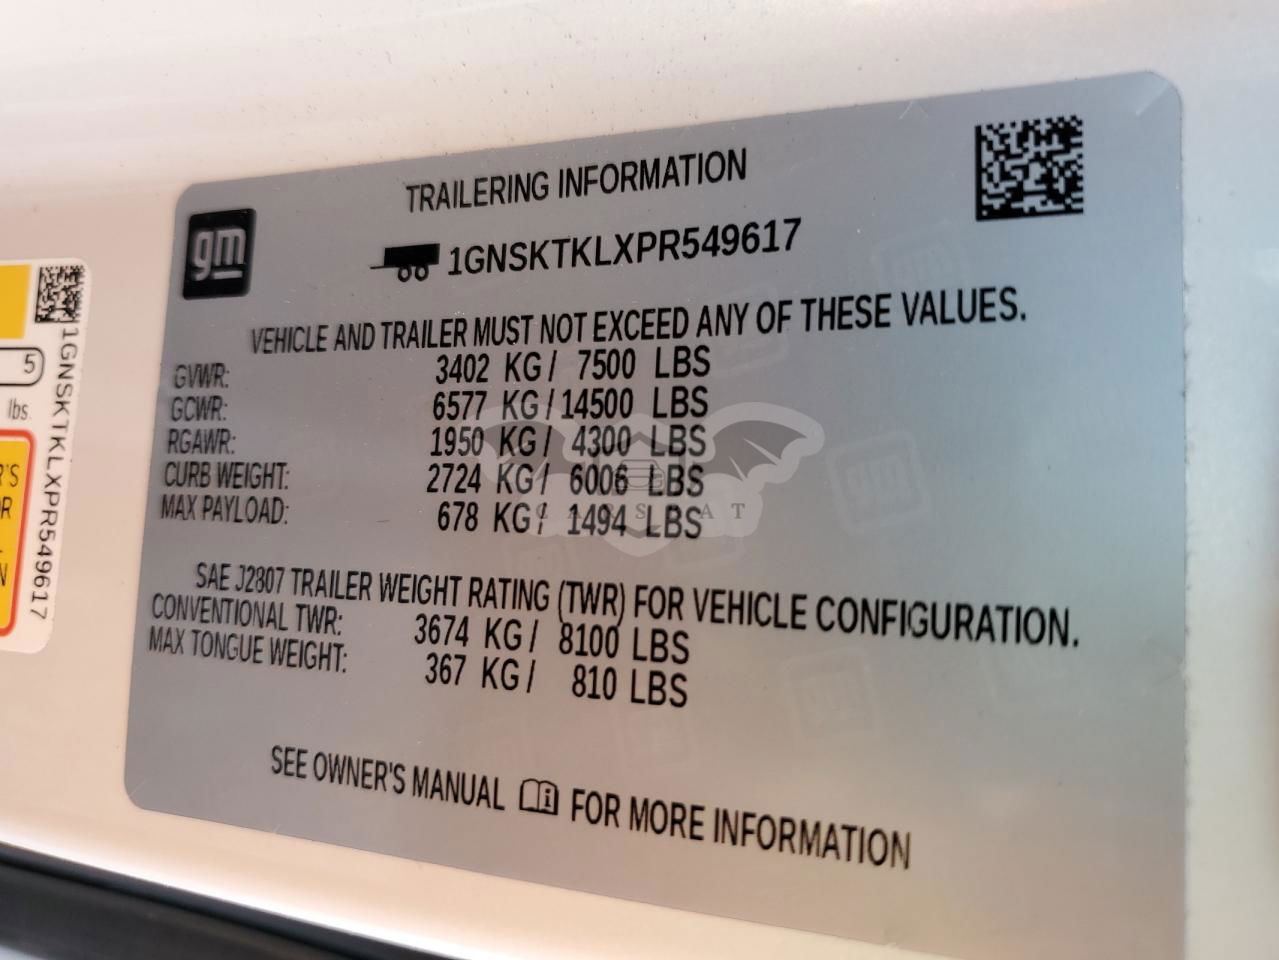 TRAILERING INFORMATION
gm
1GNSKTKLXPR549617
VEHICLE AND TRAILER MUST NOT EXCEED ANY OF THESE VALUES.
GVWR: 3402 KG/ 7500 LBS
GCWR: 6577 KG/14500 LBS
RGAWR: 1950 KG/ 4300 LBS
CURB WEIGHT: 2724 KG/ 6006 LBS
MAX PAYLOAD: 678 KG/ 1494 LBS
SAE J2807 TRAILER WEIGHT RATING (TWR) FOR VEHICLE CONFIGURATION.
CONVENTIONAL TWR: 3674 KG/ 8100 LBS
MAX TONGUE WEIGHT: 367 KG/ 810 LBS
SEE OWNER'S MANUAL FOR MORE INFORMATION
1GNSKTKLXPR549617
5
lbs.